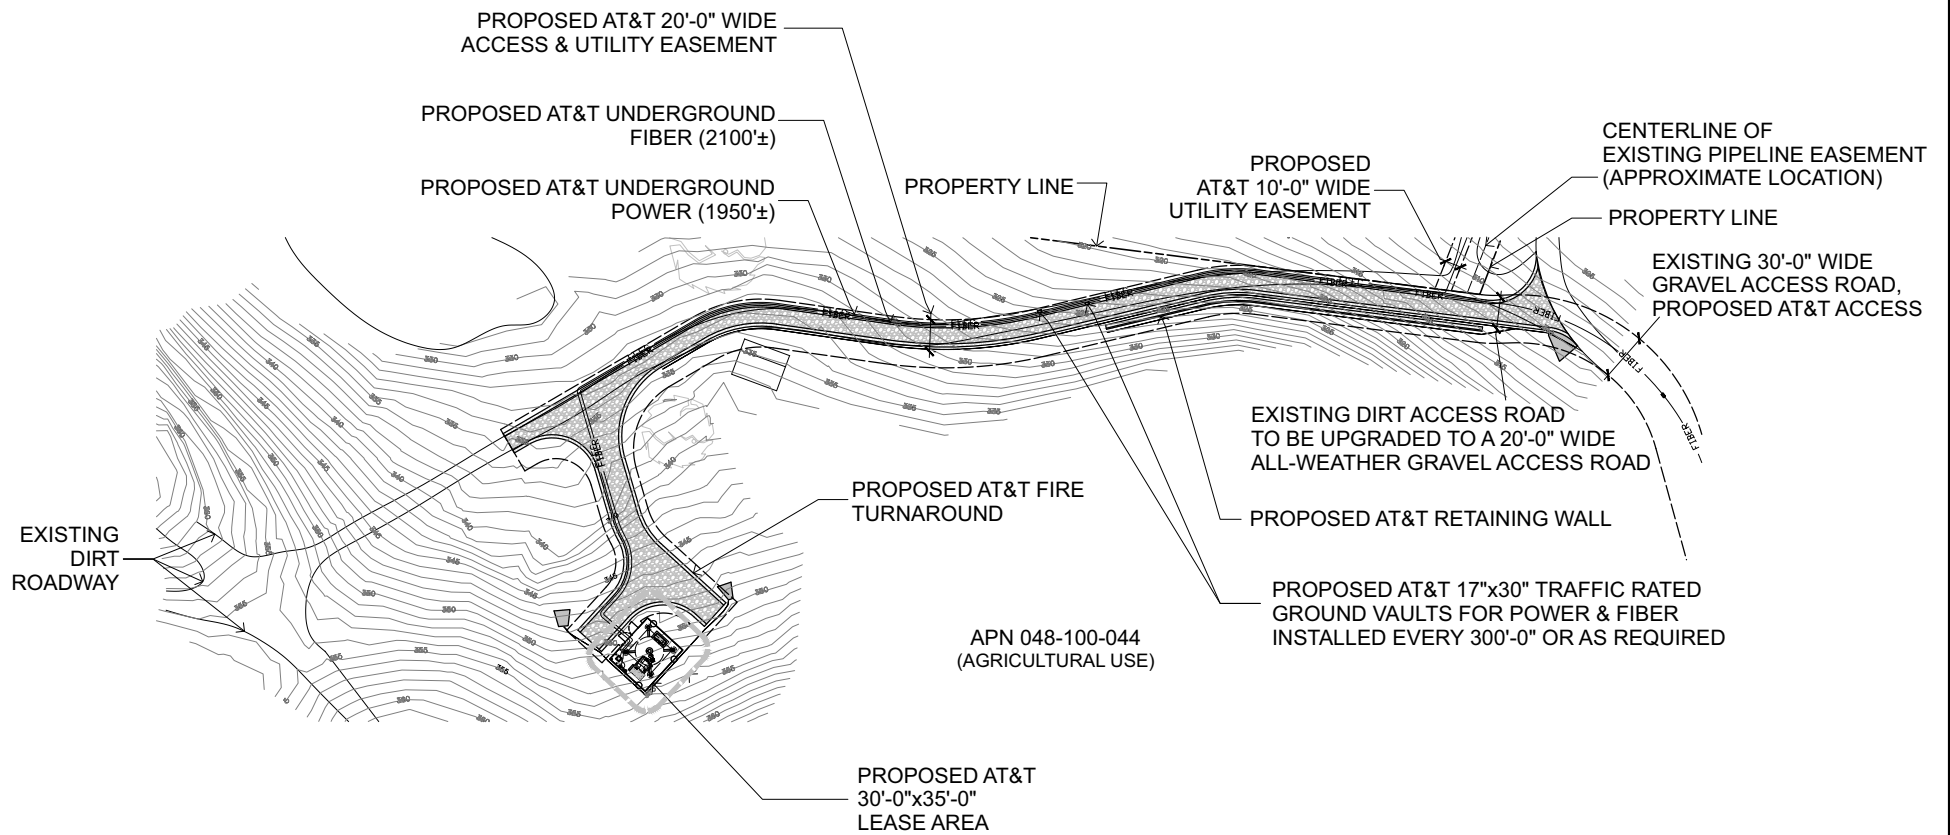 PROPOSED AT&T 20'-0" WIDE
ACCESS & UTILITY EASEMENT
PROPOSED AT&T UNDERGROUND
FIBER (2100'±)
PROPOSED AT&T UNDERGROUND
POWER (1950'±)
PROPERTY LINE
PROPOSED
AT&T 10'-0" WIDE
UTILITY EASEMENT
CENTERLINE OF
EXISTING PIPELINE EASEMENT
(APPROXIMATE LOCATION)
PROPERTY LINE
EXISTING 30'-0" WIDE
GRAVEL ACCESS ROAD,
PROPOSED AT&T ACCESS
FIBER
FIBER
FIBER
FIBER
FIBER
FIBER
FIBER
FIBER
FIBER
EXISTING DIRT ACCESS ROAD
TO BE UPGRADED TO A 20'-0" WIDE
ALL-WEATHER GRAVEL ACCESS ROAD
PROPOSED AT&T FIRE
TURNAROUND
PROPOSED AT&T RETAINING WALL
EXISTING
DIRT
ROADWAY
PROPOSED AT&T 17"x30" TRAFFIC RATED
GROUND VAULTS FOR POWER & FIBER
INSTALLED EVERY 300'-0" OR AS REQUIRED
APN 048-100-044
(AGRICULTURAL USE)
PROPOSED AT&T
30'-0"x35'-0"
LEASE AREA